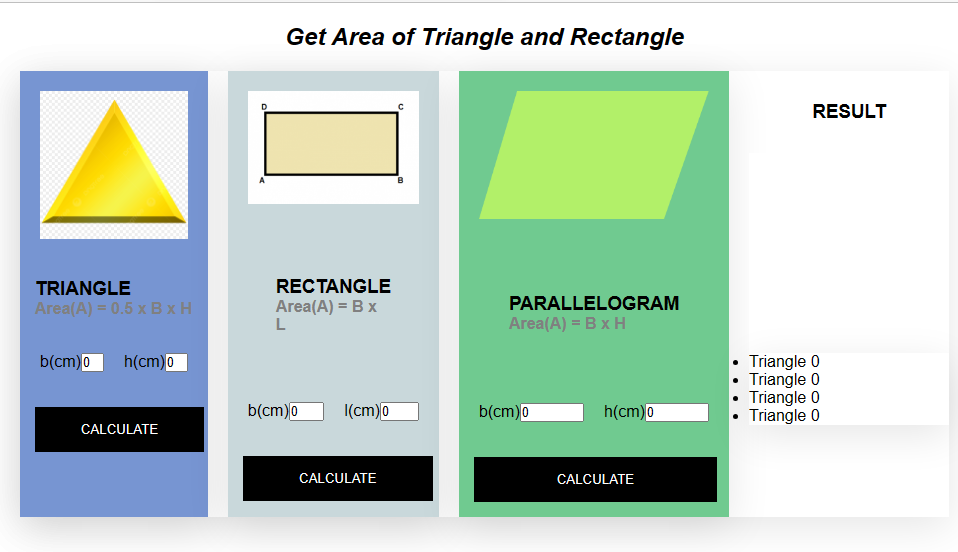 Get Area of Triangle and Rectangle
TRIANGLE
Area(A) = 0.5 x B x H
b(cm) 0 h(cm) 0
CALCULATE
D C
A B
RECTANGLE
Area(A) = B x
L
b(cm) 0 l(cm) 0
CALCULATE
PARALLELOGRAM
Area(A) = B x H
b(cm) 0 h(cm) 0
CALCULATE
RESULT
Triangle 0
Triangle 0
Triangle 0
Triangle 0